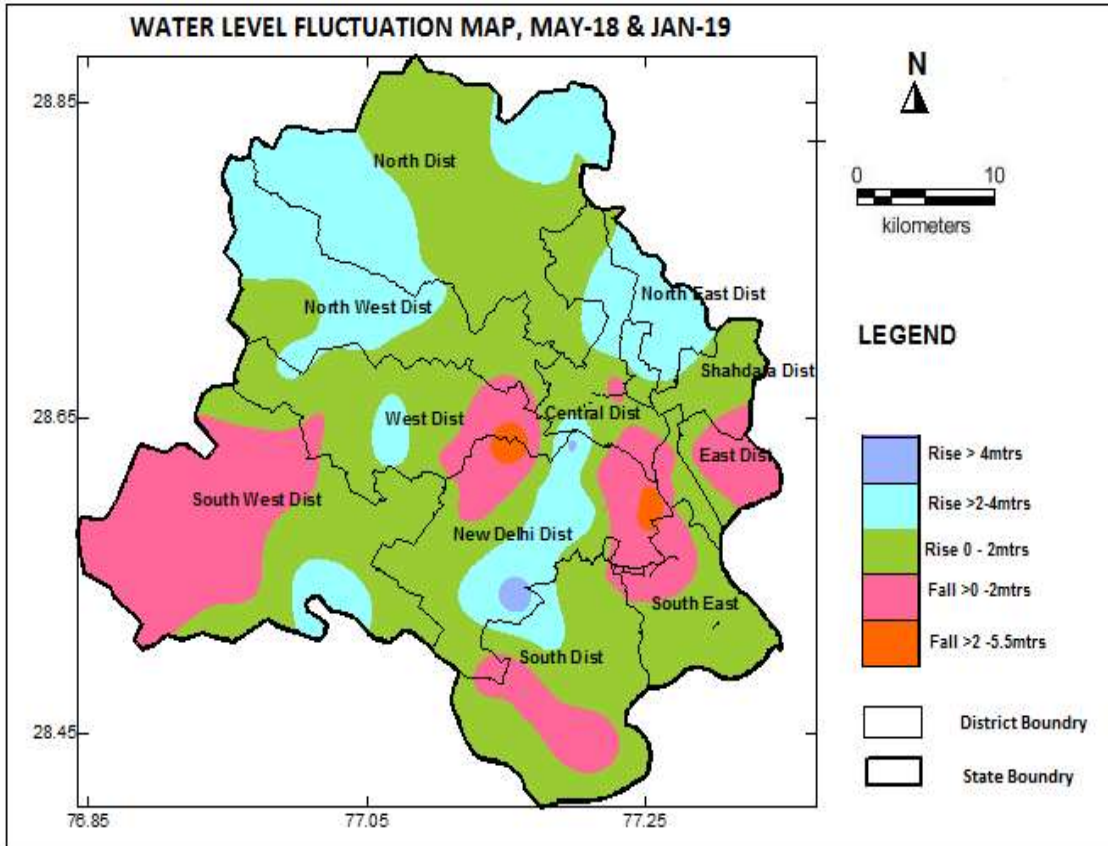 WATER LEVEL FLUCTUATION MAP, MAY-18 & JAN-19
N
0 10
kilometers
28.85
28.65
28.45
76.85 77.05 77.25
North Dist
North West Dist
North East Dist
Shahdara Dist
West Dist
Central Dist
East Dist
South West Dist
New Delhi Dist
South East
South Dist
LEGEND
Rise > 4mtrs
Rise >2-4mtrs
Rise 0 - 2mtrs
Fall >0 -2mtrs
Fall >2 -5.5mtrs
District Boundry
State Boundry